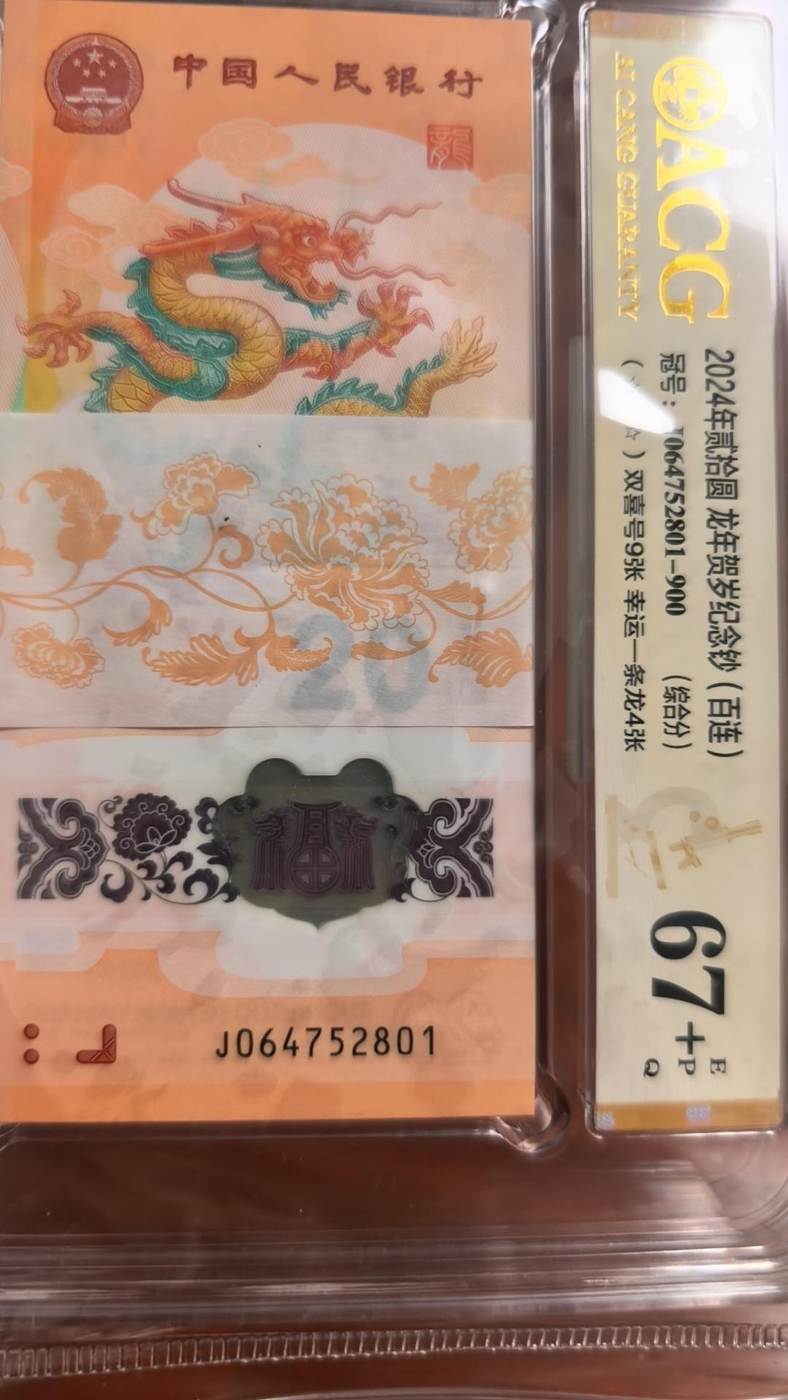 中国人民银行
龍
20
J064752801
ACG
AI CANG GUARANTY
2024年贰拾圆 龙年贺岁纪念钞（百连）
冠号：J064752801-900 （综合分）
双喜号9张 幸运一条龙4张
67+
EPQ